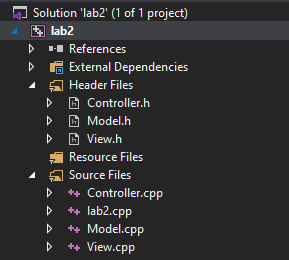 Solution 'lab2' (1 of 1 project)
lab2
References
External Dependencies
Header Files
Controller.h
Model.h
View.h
Resource Files
Source Files
Controller.cpp
lab2.cpp
Model.cpp
View.cpp